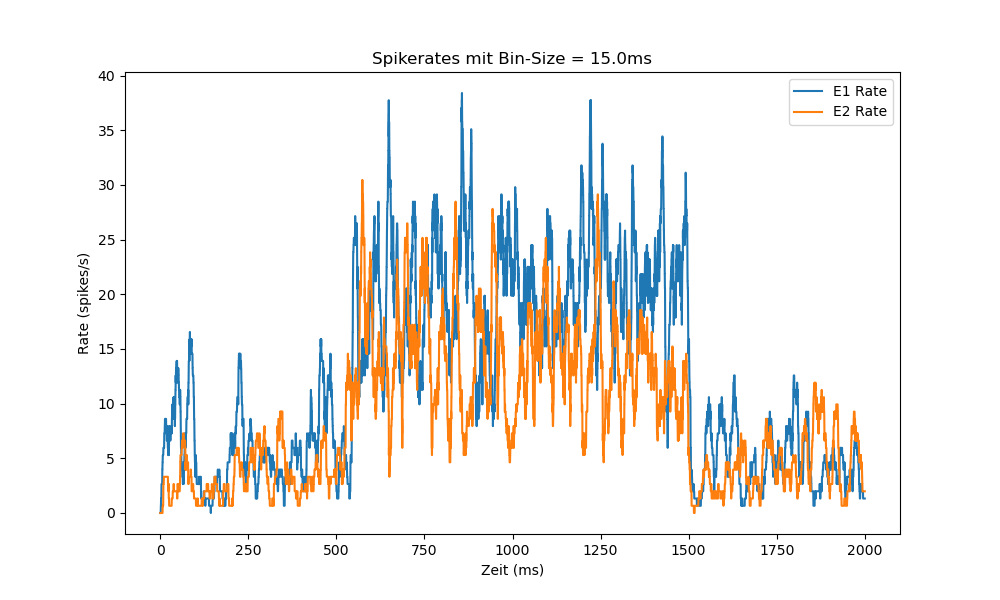 Spikerates mit Bin-Size = 15.0ms
E1 Rate
E2 Rate
40
35
30
25
20
15
10
5
0
Rate (spikes/s)
0 250 500 750 1000 1250 1500 1750 2000
Zeit (ms)